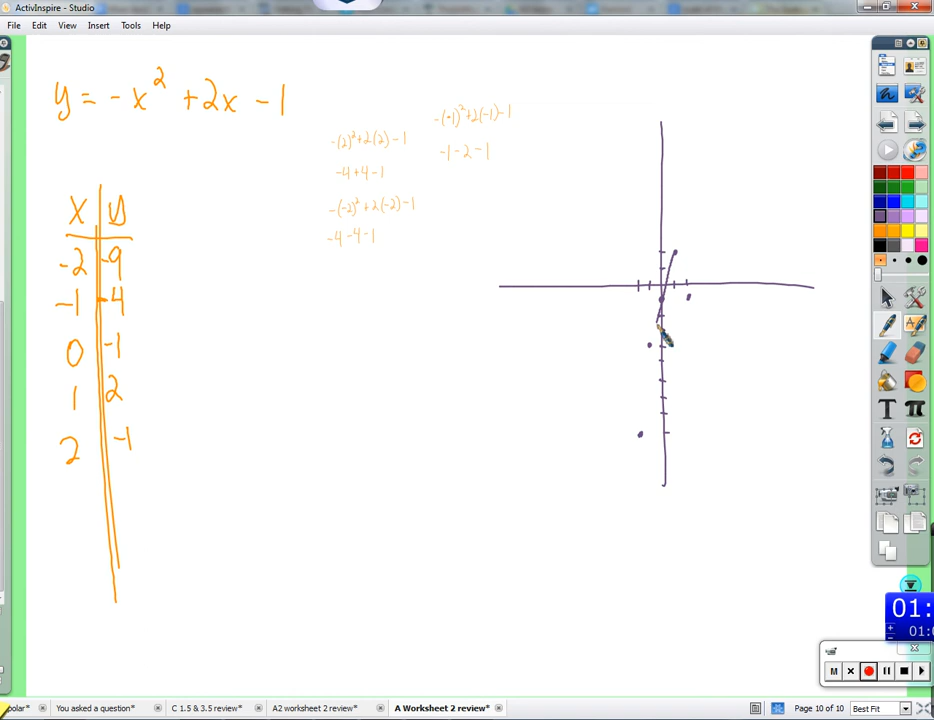 ActivInspire - Studio
File Edit View Insert Tools Help
y = -x² + 2x - 1
-(2)²+2(2)-1
-4+4-1
-(-2)²+2(-2)-1
-4-4-1
-(-1)²+2(-1)-1
-1-2-1
x y
-2 -9
-1 -4
0 -1
1 2
2 -1
T π
01:
01:
M
polar* You asked a question* C 1.5 & 3.5 review* A2 worksheet 2 review* A Worksheet 2 review* Page 10 of 10 Best Fit